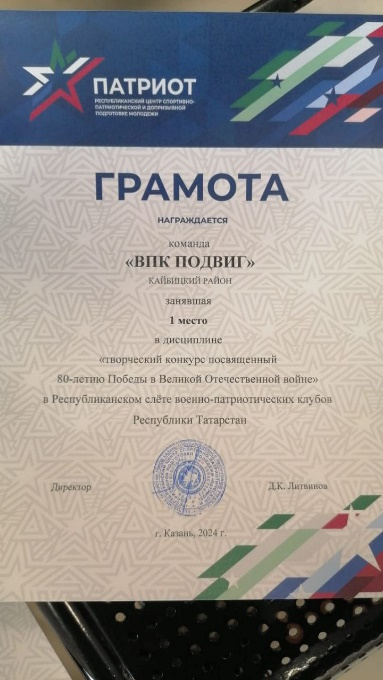 ПАТРИОТ
РЕСПУБЛИКАНСКИЙ ЦЕНТР СПОРТИВНО-
ПАТРИОТИЧЕСКОЙ И ДОПРИЗЫВНОЙ
ПОДГОТОВКЕ МОЛОДЕЖИ
ГРАМОТА
НАГРАЖДАЕТСЯ
команда
«ВПК ПОДВИГ»
КАЙБИЦКИЙ РАЙОН
занявшая
1 место
в дисциплине
«творческий конкурс посвященный
80-летию Победы в Великой Отечественной войне»
в Республиканском слёте военно-патриотических клубов
Республики Татарстан
Директор
Д.К. Литвинов
г. Казань, 2024 г.